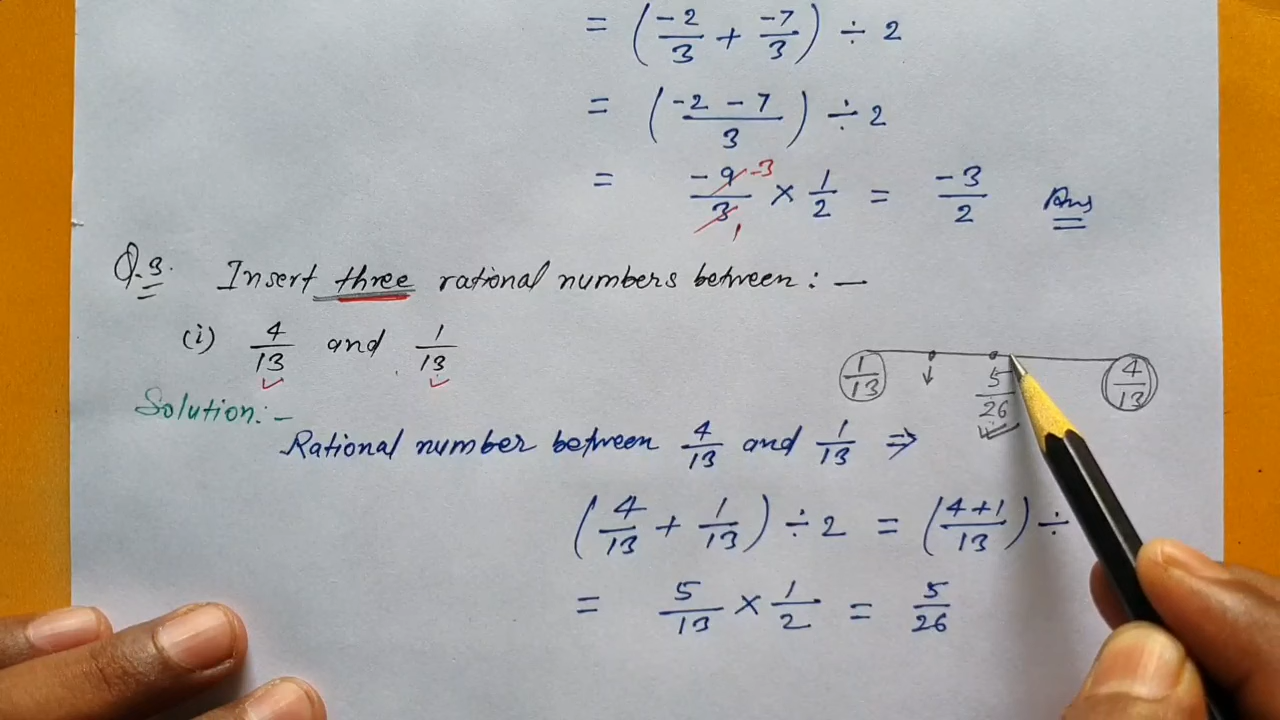 = (-2/3 + -7/3) ÷ 2
= (-2 - 7/3) ÷ 2
= -9/3 -3 1 × 1/2 = -3/2 Ans
Q.3. Insert three rational numbers between : —
(i) 4/13 and 1/13
1/13 5/26 4/13
Solution:-
Rational number between 4/13 and 1/13 ⇒
(4/13 + 1/13) ÷ 2 = (4+1/13) ÷
= 5/13 × 1/2 = 5/26